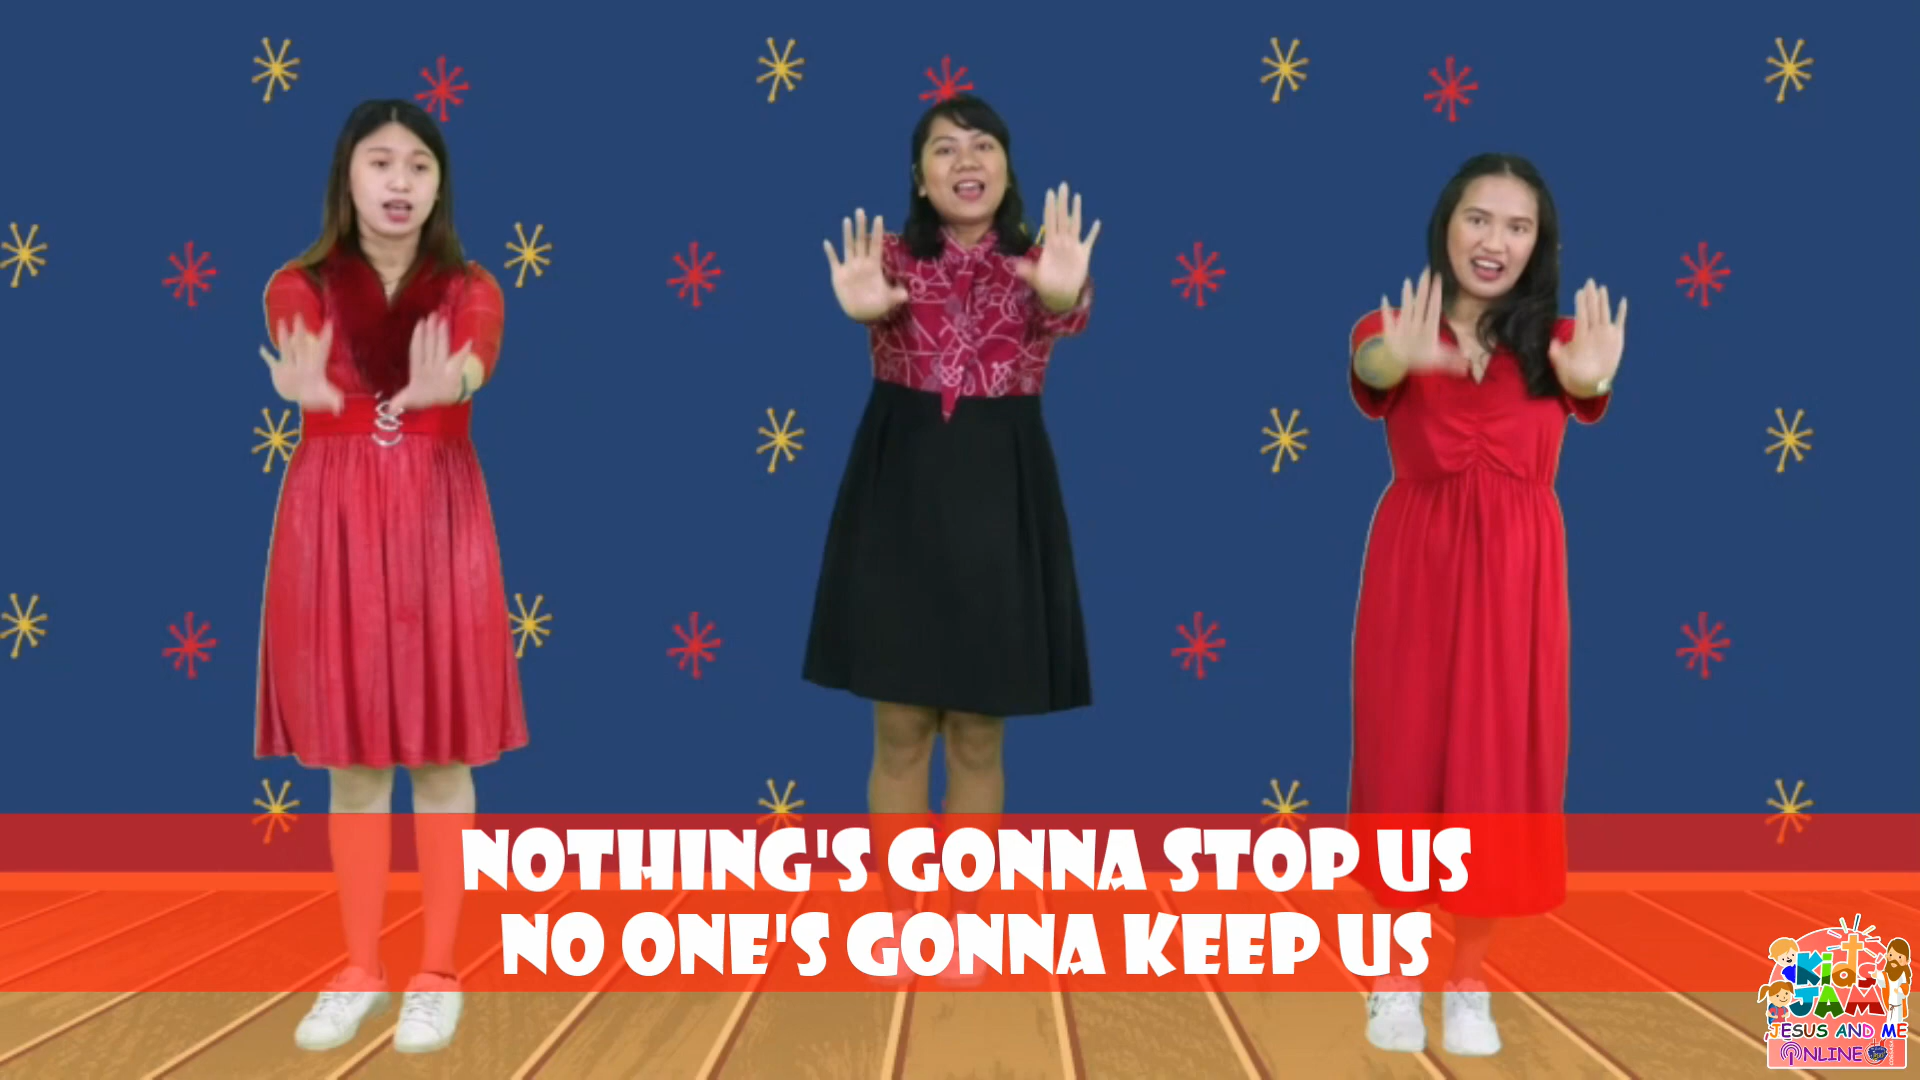 NOTHING'S GONNA STOP US
NO ONE'S GONNA KEEP US
Kids'
JAM
JESUS AND ME
ONLINE